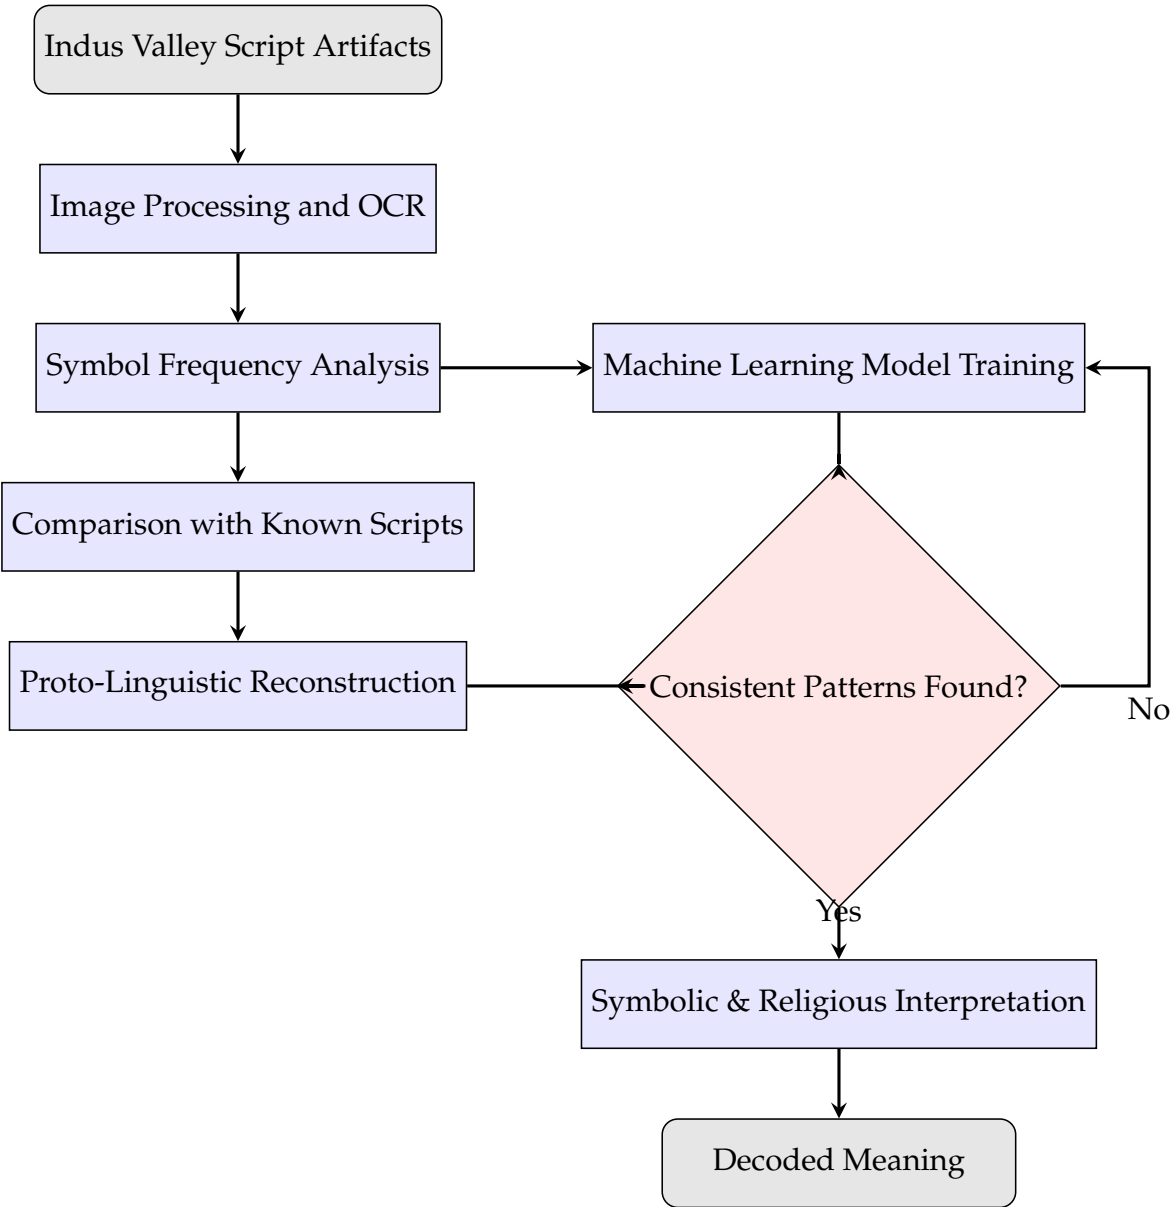 Indus Valley Script Artifacts
Image Processing and OCR
Symbol Frequency Analysis
Machine Learning Model Training
Comparison with Known Scripts
Proto-Linguistic Reconstruction
Consistent Patterns Found?
No
Yes
Symbolic & Religious Interpretation
Decoded Meaning